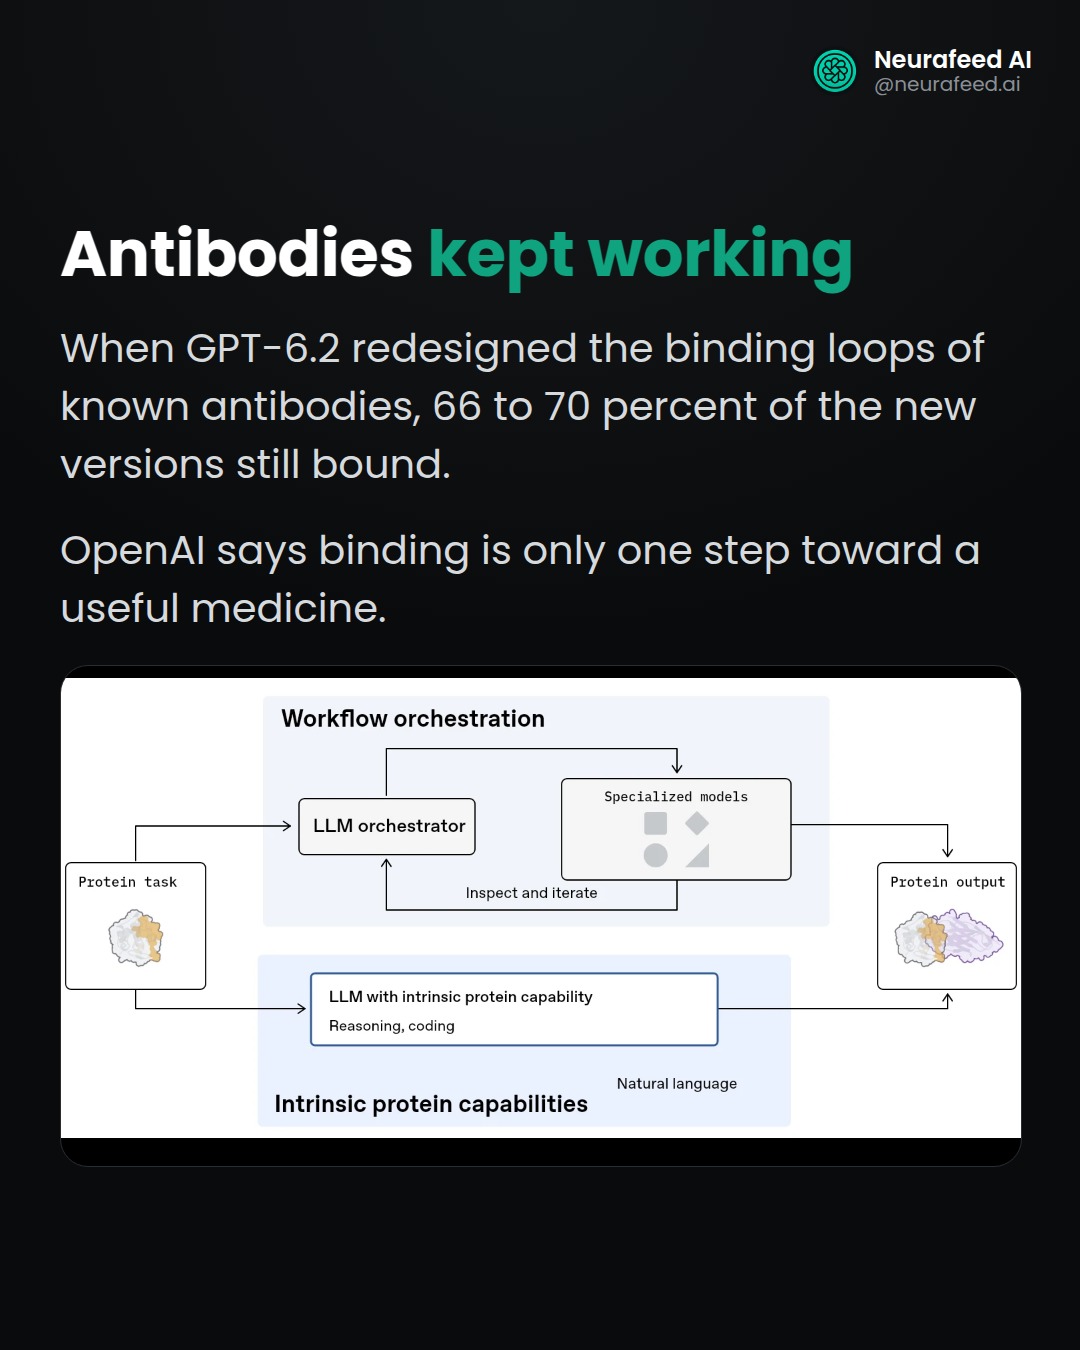 Neurafeed AI
@neurafeed.ai
Antibodies kept working
When GPT-6.2 redesigned the binding loops of
known antibodies, 66 to 70 percent of the new
versions still bound.
OpenAI says binding is only one step toward a
useful medicine.
Workflow orchestration
LLM orchestrator
Specialized models
Inspect and iterate
Protein task
Protein output
LLM with intrinsic protein capability
Reasoning, coding
Natural language
Intrinsic protein capabilities